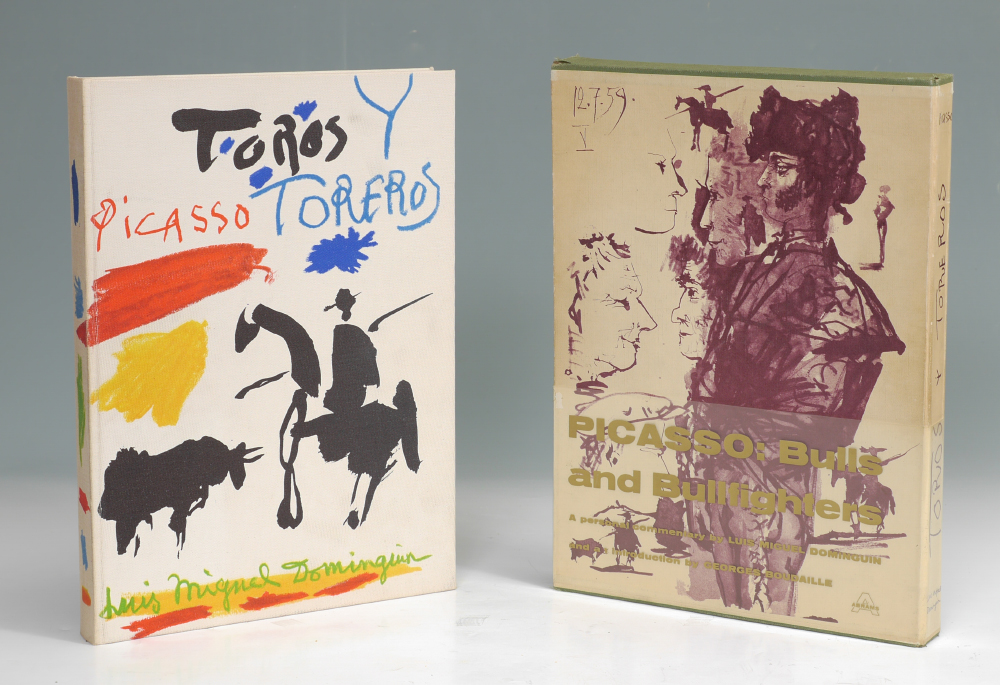 TOROS Y
PICASSO TOREROS
Luis Miguel Dominguin
12.7.59.
V
PICASSO: Bulls
and Bullfighters
A personal commentary by LUIS MIGUEL DOMINGUIN
and an introduction by GEORGES BOUDAILLE
ABRAMS
TOROS Y TOREROS